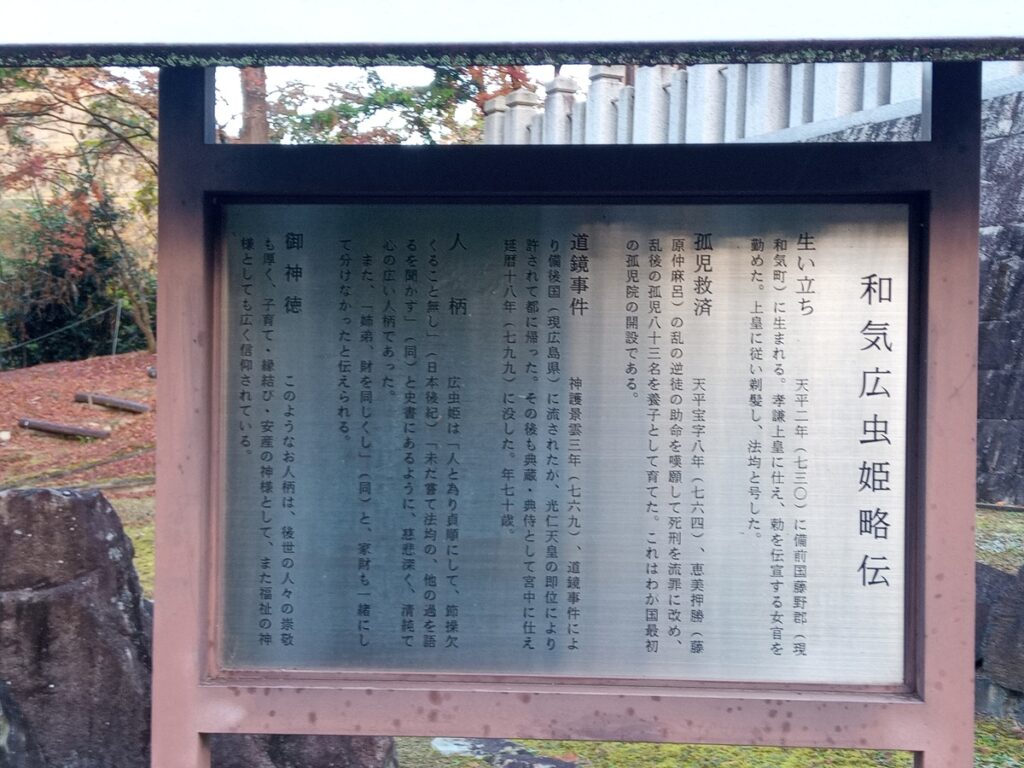 和気広虫姫略伝
生い立ち　天平二年（七三〇）に備前国藤野郡（現
和気町）に生まれる。孝謙上皇に仕え、勅を伝宣する女官を
勤めた。上皇に従い剃髪し、法均と号した。
孤児救済　天平宝字八年（七六四）、恵美押勝（藤
原仲麻呂）の乱の逆徒の助命を嘆願して死刑を流罪に改め、
乱後の孤児八十三名を養子として育てた。これはわか国最初
の孤児院の開設である。
道鏡事件　神護景雲三年（七六九）、道鏡事件によ
り備後国（現広島県）に流されたが、光仁天皇の即位により
許されて都に帰った。その後も典蔵・典侍として宮中に仕え
延暦十八年（七九九）に没した。年七十歳。
人柄　広虫姫は「人と為り貞順にして、節操欠
くること無し」（日本後紀）「未だ嘗て法均の、他の過を語
るを聞かず」（同）と史書にあるように、慈悲深く、清純で
心の広い人柄であった。
また、「姉弟、財を同じくし」（同）と、家財も一緒にし
て分けなかったと伝えられる。
御神徳　このようなお人柄は、後世の人々の崇敬
も厚く、子育て・縁結び・安産の神様として、また福祉の神
様としても広く信仰されている。